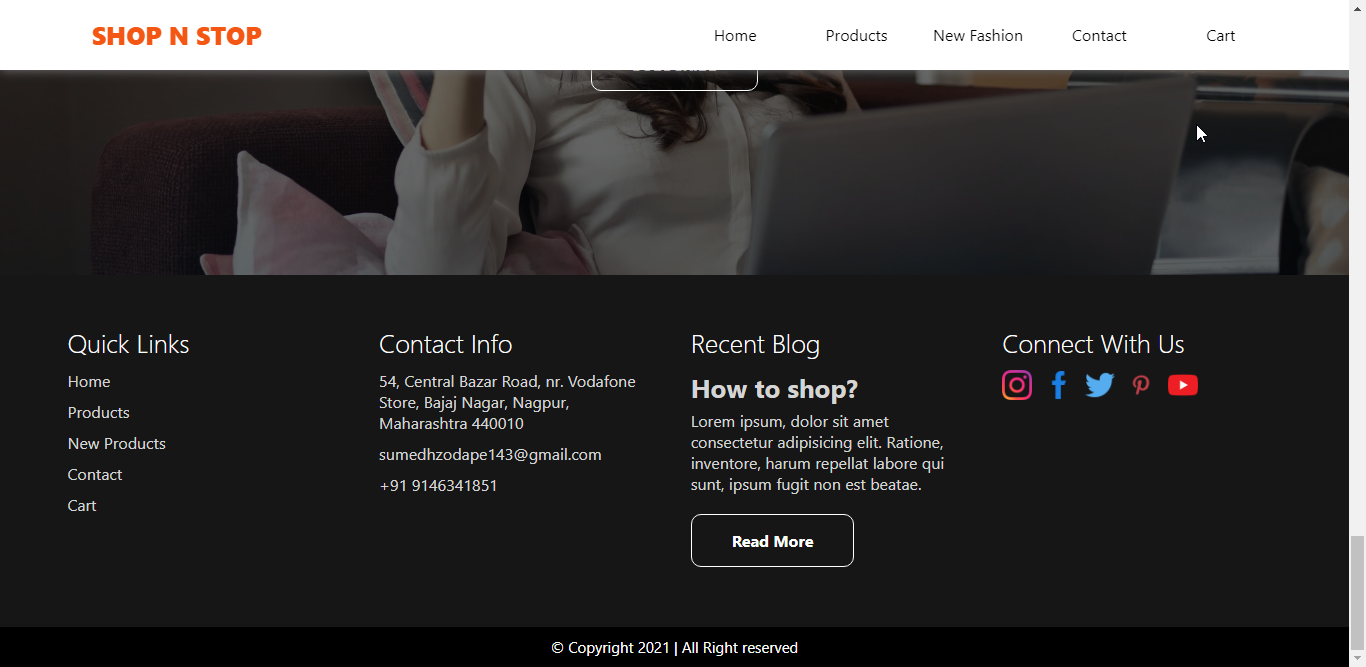 SHOP N STOP
Home Products New Fashion Contact Cart
Quick Links
Home
Products
New Products
Contact
Cart
Contact Info
54, Central Bazar Road, nr. Vodafone
Store, Bajaj Nagar, Nagpur,
Maharashtra 440010
sumedhzodape143@gmail.com
+91 9146341851
Recent Blog
How to shop?
Lorem ipsum, dolor sit amet
consectetur adipisicing elit. Ratione,
inventore, harum repellat labore qui
sunt, ipsum fugit non est beatae.
Read More
Connect With Us
© Copyright 2021 | All Right reserved